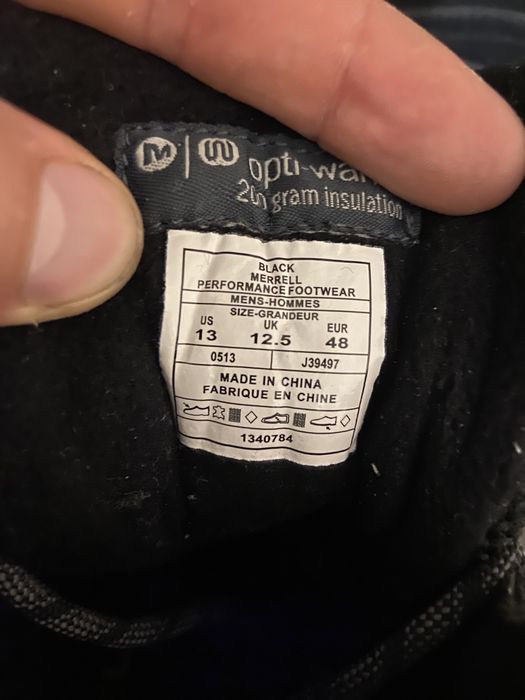 M
opti-
200 gram insulation
BLACK
MERRELL
PERFORMANCE FOOTWEAR
MENS-HOMMES
SIZE-GRANDEUR
US UK EUR
13 12.5 48
0513 J39497
MADE IN CHINA
FABRIQUE EN CHINE
1340784